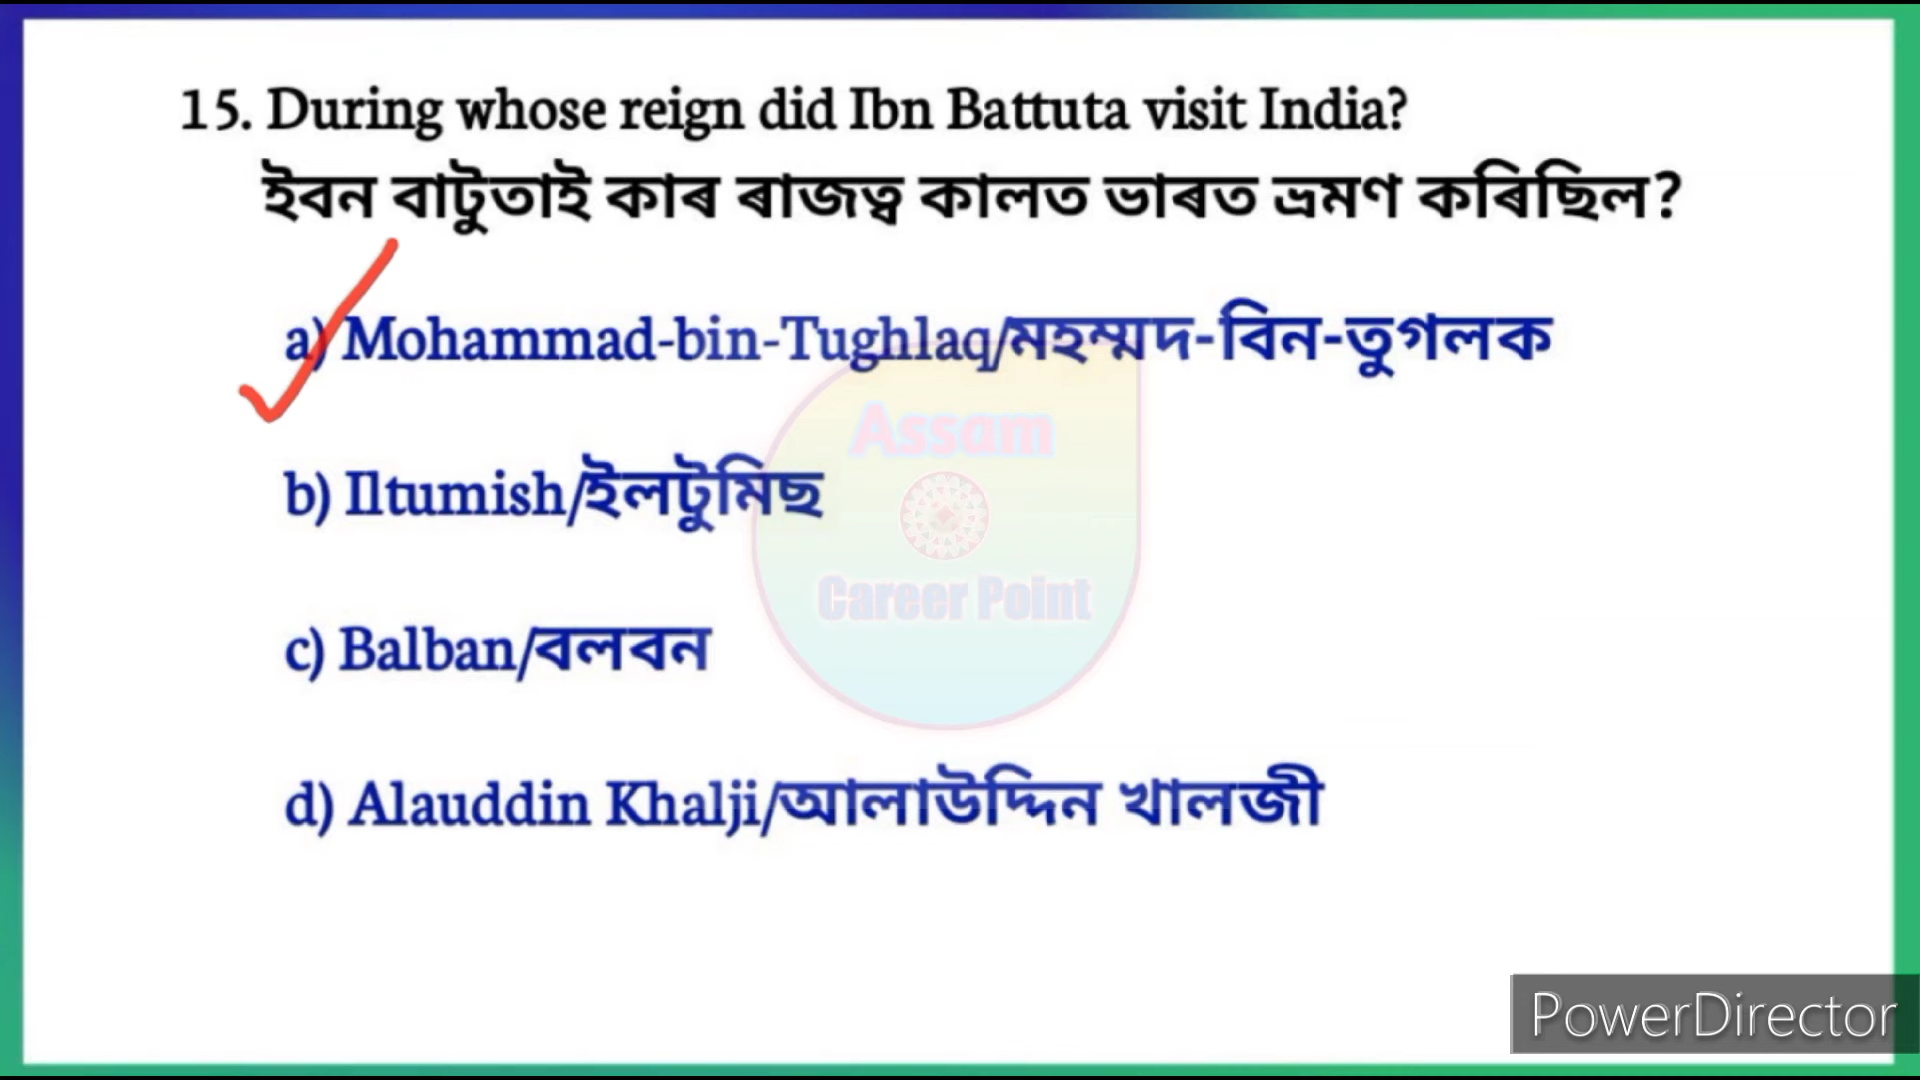 15. During whose reign did Ibn Battuta visit India?
ইবন বাটুতাই কাৰ ৰাজত্ব কালত ভাৰত ভ্ৰমণ কৰিছিল?
a) Mohammad-bin-Tughlaq/মহম্মদ-বিন-তুগলক
Assam
b) Iltumish/ইলটুমিছ
Career Point
c) Balban/বলবন
d) Alauddin Khalji/আলাউদ্দিন খালজী
PowerDirector